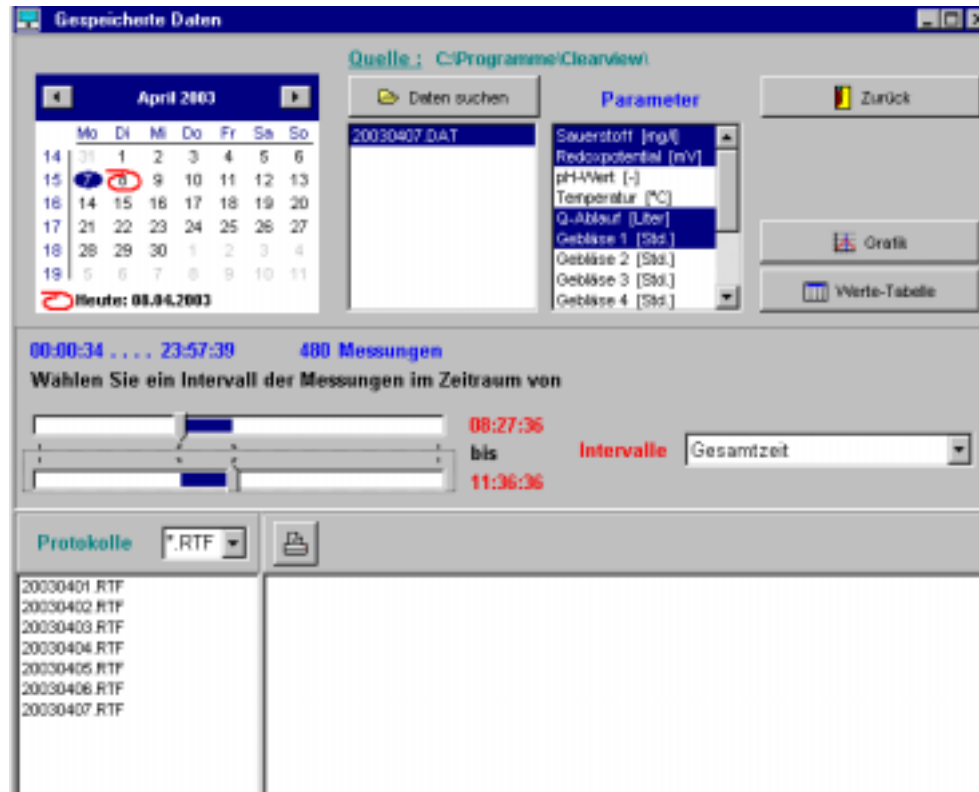 Gespeicherte Daten
Quelle : C:\Programme\Clearview\
April 2003
Daten suchen
Parameter
Zurück
Mo Di Mi Do Fr Sa So
14 31 1 2 3 4 5 6
15 7 8 9 10 11 12 13
16 14 15 16 17 18 19 20
17 21 22 23 24 25 26 27
18 28 29 30 1 2 3 4
19 5 6 7 8 9 10 11
Heute: 08.04.2003
20030407.DAT
Sauerstoff [mg/l]
Redoxpotential [mV]
pH-Wert [-]
Temperatur [°C]
Q-Ablauf [Liter]
Gebläse 1 [Std.]
Gebläse 2 [Std.]
Gebläse 3 [Std.]
Gebläse 4 [Std.]
Grafik
Werte-Tabelle
00:00:34 . . . . 23:57:39 480 Messungen
Wählen Sie ein Intervall der Messungen im Zeitraum von
08:27:36
bis
11:36:36
Intervalle Gesamtzeit
Protokolle *.RTF
20030401.RTF
20030402.RTF
20030403.RTF
20030404.RTF
20030405.RTF
20030406.RTF
20030407.RTF